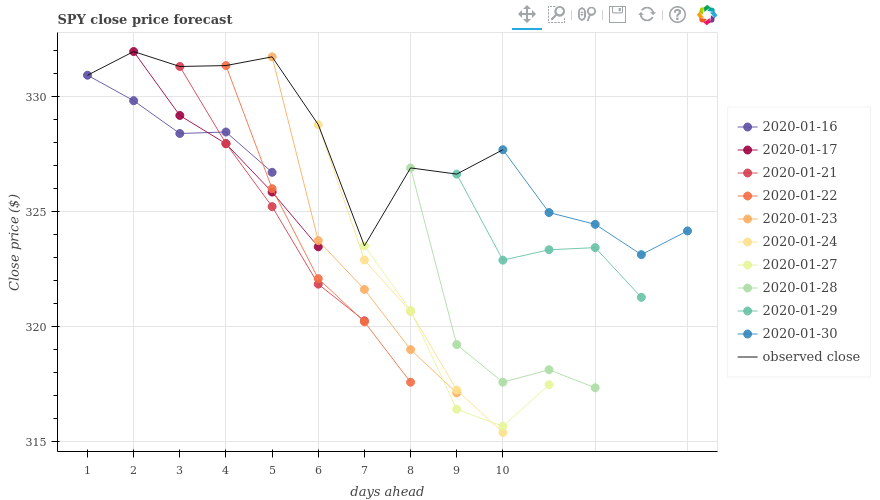 SPY close price forecast
330
325
320
315
Close price ($)
1 2 3 4 5 6 7 8 9 10
days ahead
2020-01-16
2020-01-17
2020-01-21
2020-01-22
2020-01-23
2020-01-24
2020-01-27
2020-01-28
2020-01-29
2020-01-30
observed close